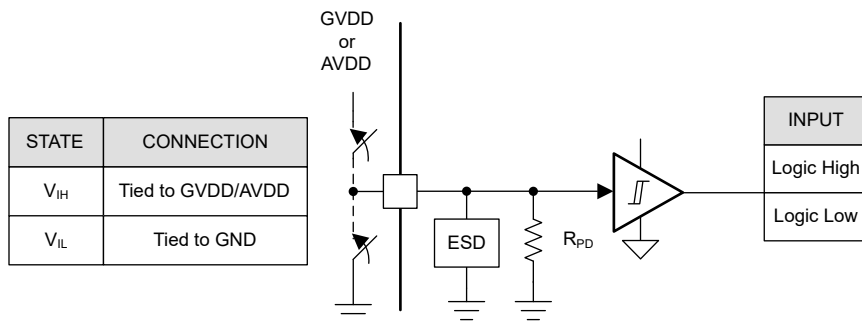 GVDD
or
AVDD
STATE CONNECTION
VIH Tied to GVDD/AVDD
VIL Tied to GND
ESD
RPD
INPUT
Logic High
Logic Low